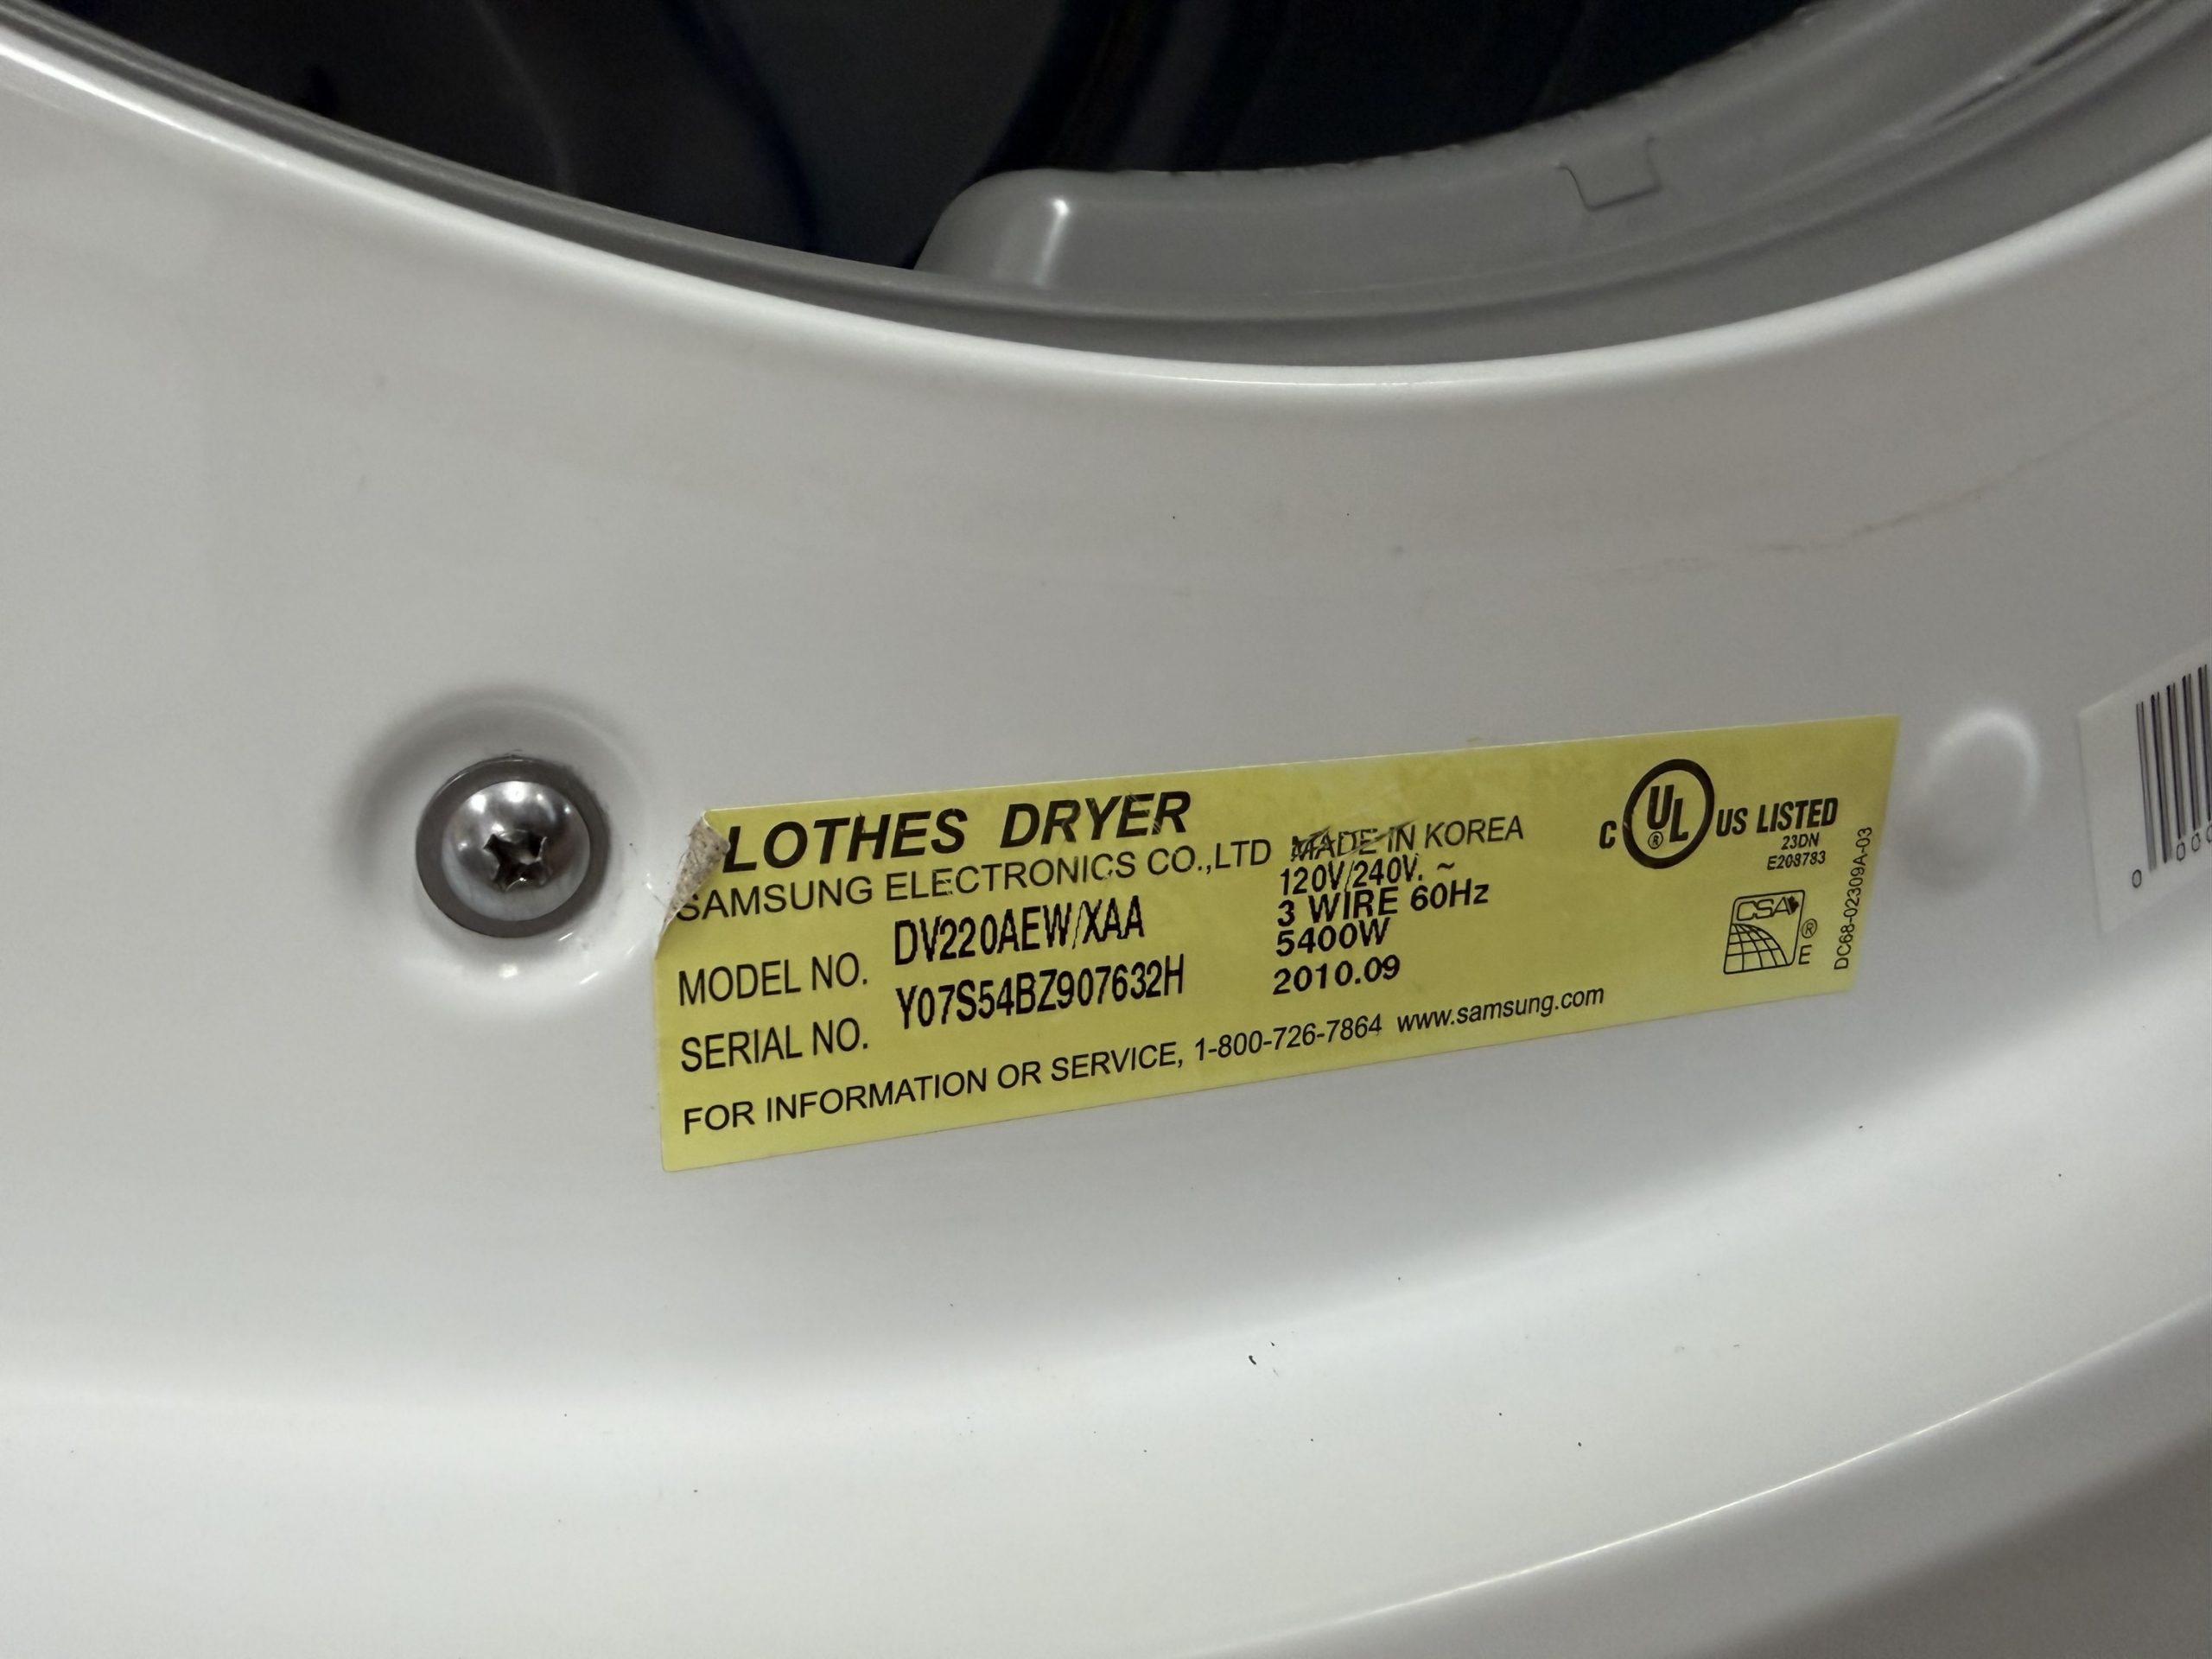 LOTHES DRYER
SAMSUNG ELECTRONICS CO.,LTD MADE IN KOREA
MODEL NO. DV220AEW/XAA
SERIAL NO. Y07S54BZ907632H
120V/240V. ~
3 WIRE 60Hz
5400W
2010.09
FOR INFORMATION OR SERVICE, 1-800-726-7864 www.samsung.com
C UL ® US LISTED
23DN
E208783
CSA ®
E
DC68-02309A-03